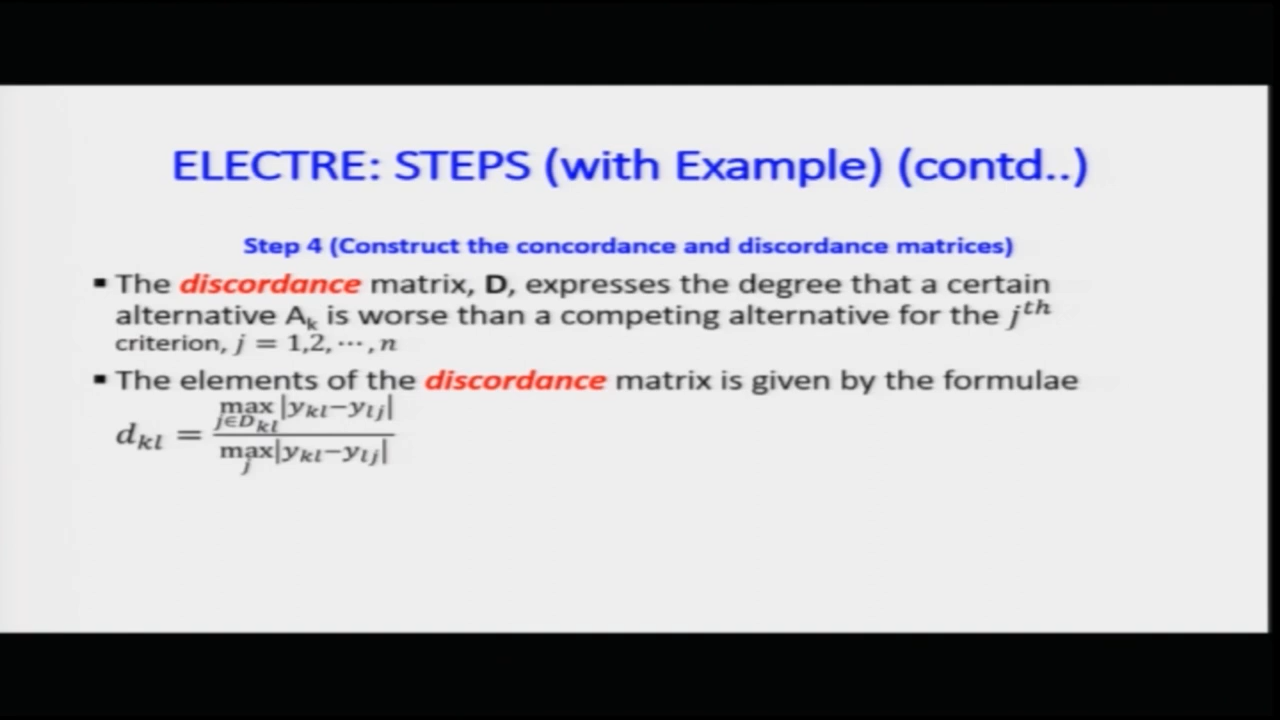 ELECTRE: STEPS (with Example) (contd..)
Step 4 (Construct the concordance and discordance matrices)
▪ The discordance matrix, D, expresses the degree that a certain
alternative A_k is worse than a competing alternative for the j^th
criterion, j = 1,2,⋯,n
▪ The elements of the discordance matrix is given by the formulae
d_kl = max_{j∈D_kl} |y_kl−y_lj| / max_j |y_kl−y_lj|